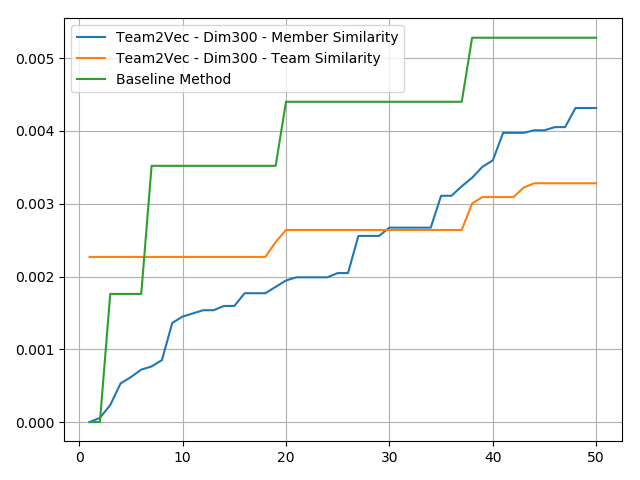 Team2Vec - Dim300 - Member Similarity
Team2Vec - Dim300 - Team Similarity
Baseline Method
0.005
0.004
0.003
0.002
0.001
0.000
0 10 20 30 40 50